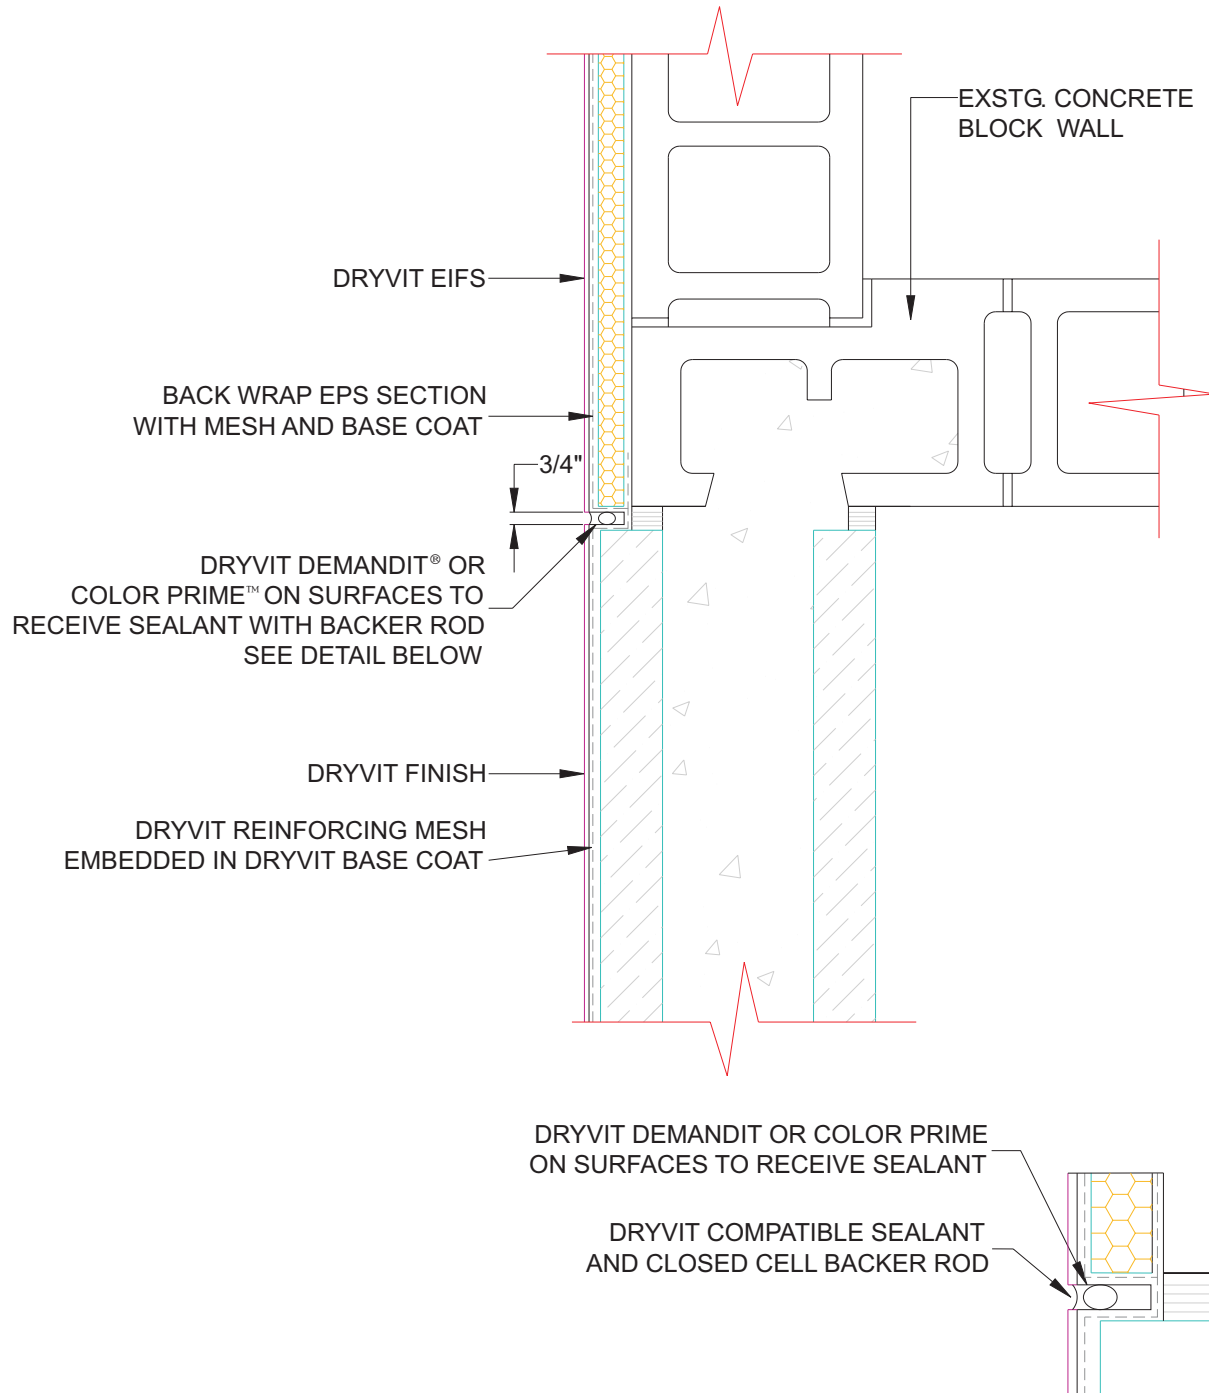 EXSTG. CONCRETE
BLOCK WALL
DRYVIT EIFS
BACK WRAP EPS SECTION
WITH MESH AND BASE COAT
3/4"
DRYVIT DEMANDIT® OR
COLOR PRIME™ ON SURFACES TO
RECEIVE SEALANT WITH BACKER ROD
SEE DETAIL BELOW
DRYVIT FINISH
DRYVIT REINFORCING MESH
EMBEDDED IN DRYVIT BASE COAT
DRYVIT DEMANDIT OR COLOR PRIME
ON SURFACES TO RECEIVE SEALANT
DRYVIT COMPATIBLE SEALANT
AND CLOSED CELL BACKER ROD